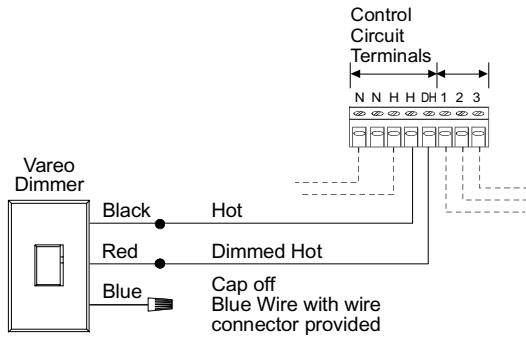 Control
Circuit
Terminals
N N H H DH 1 2 3
Vareo
Dimmer
Black Hot
Red Dimmed Hot
Blue Cap off
Blue Wire with wire
connector provided